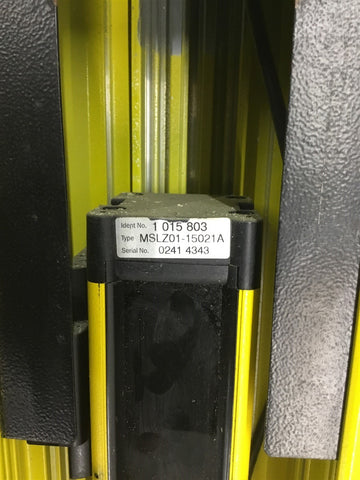 Ident No. 1 015 803
Type MSLZ01-15021A
Serial No. 0241 4343